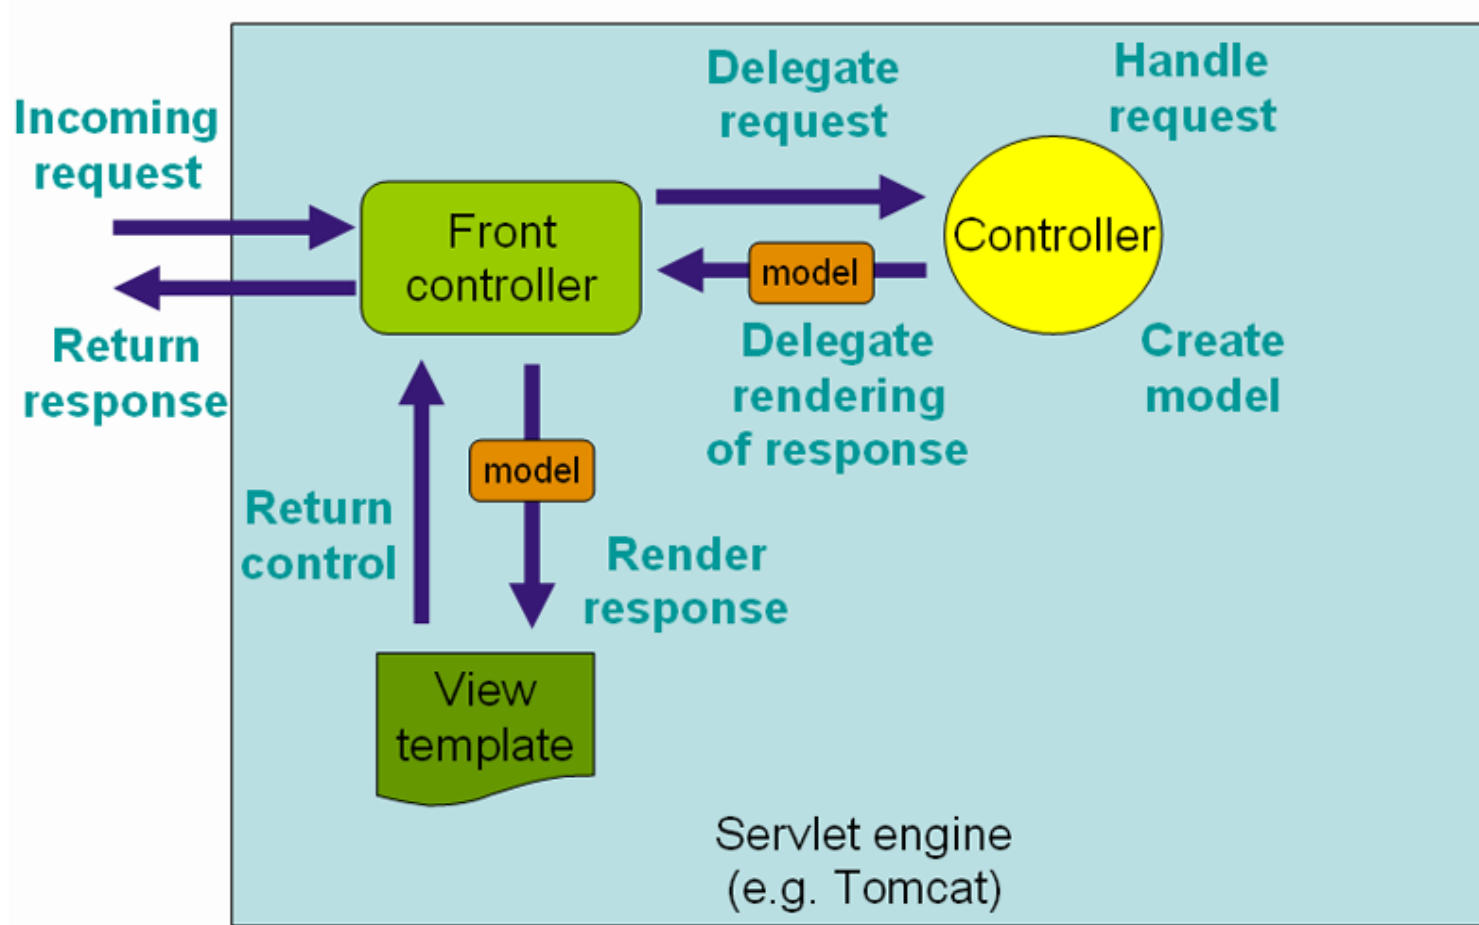 Incoming
request
Return
response
Delegate
request
Handle
request
Front
controller
Controller
model
Delegate
rendering
of response
Create
model
model
Return
control
Render
response
View
template
Servlet engine
(e.g. Tomcat)